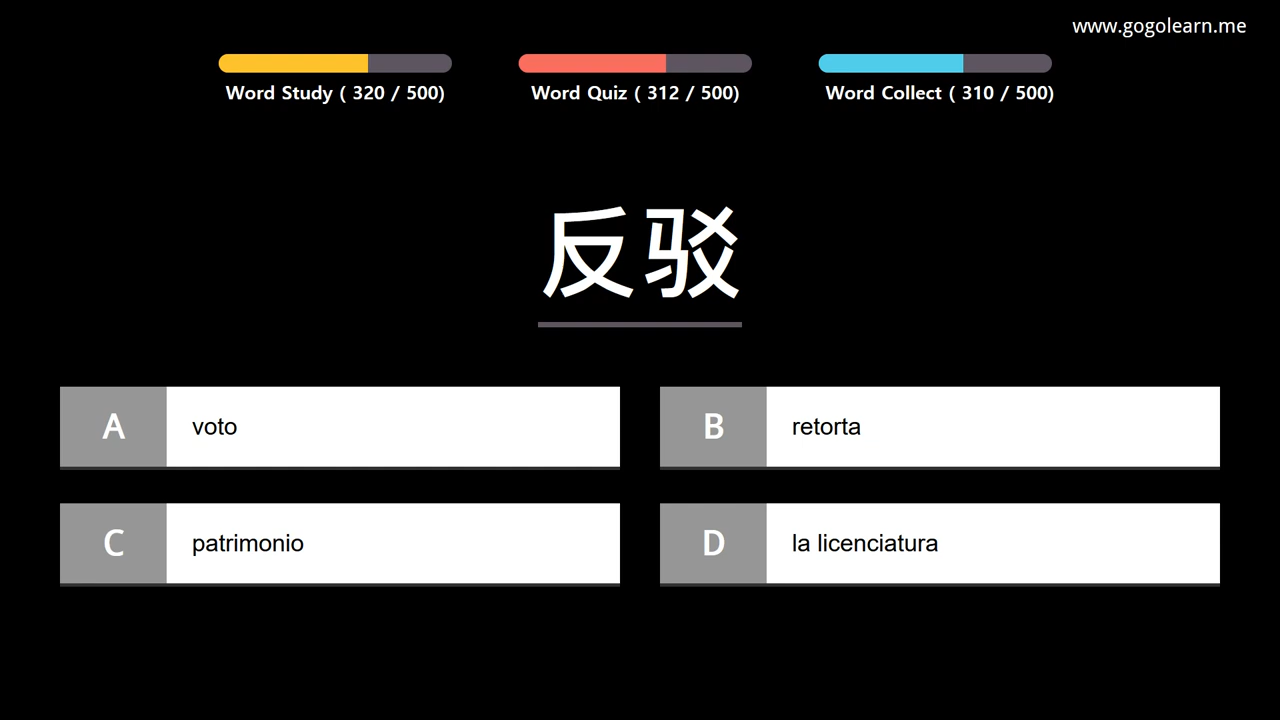 www.gogolearn.me
Word Study ( 320 / 500)
Word Quiz ( 312 / 500)
Word Collect ( 310 / 500)
反驳
A voto
B retorta
C patrimonio
D la licenciatura